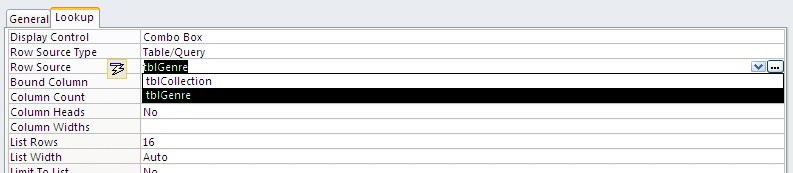 General Lookup
Display Control Combo Box
Row Source Type Table/Query
Row Source tblGenre
Bound Column tblCollection
Column Count tblGenre
Column Heads No
Column Widths
List Rows 16
List Width Auto
Limit To List No